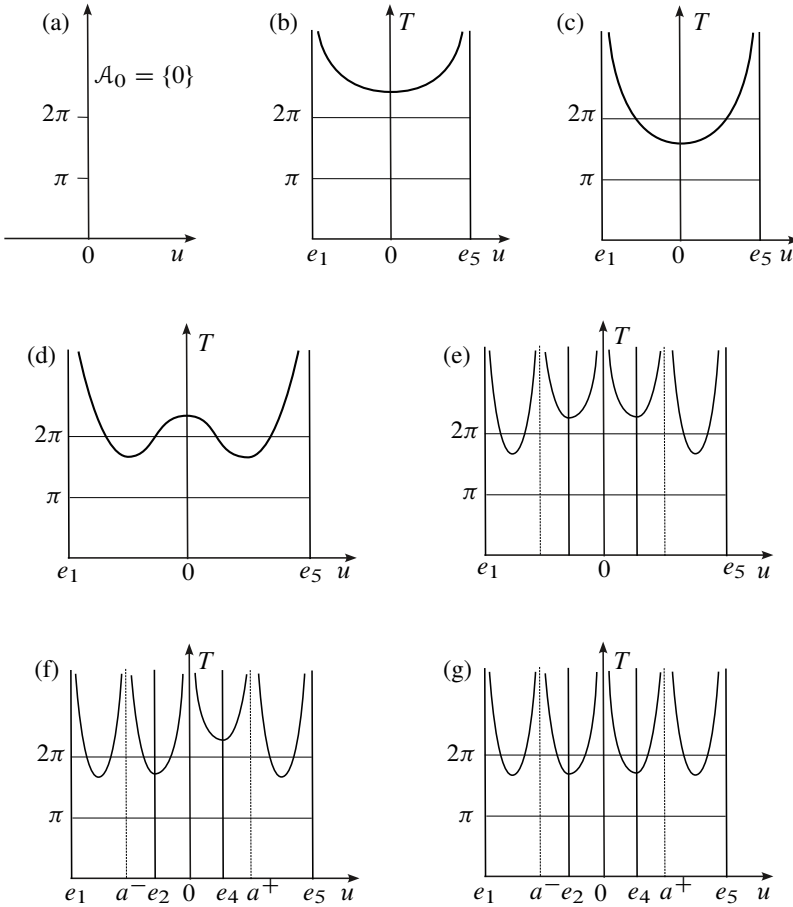 (a)
𝒜₀ = {0}
2π
π
0 u
(b)
T
2π
π
e₁ 0 e₅ u
(c)
T
2π
π
e₁ 0 e₅ u
(d)
T
2π
π
e₁ 0 e₅ u
(e)
T
2π
π
e₁ 0 e₅ u
(f)
T
2π
π
e₁ a⁻ e₂ 0 e₄ a⁺ e₅ u
(g)
T
2π
π
e₁ a⁻ e₂ 0 e₄ a⁺ e₅ u